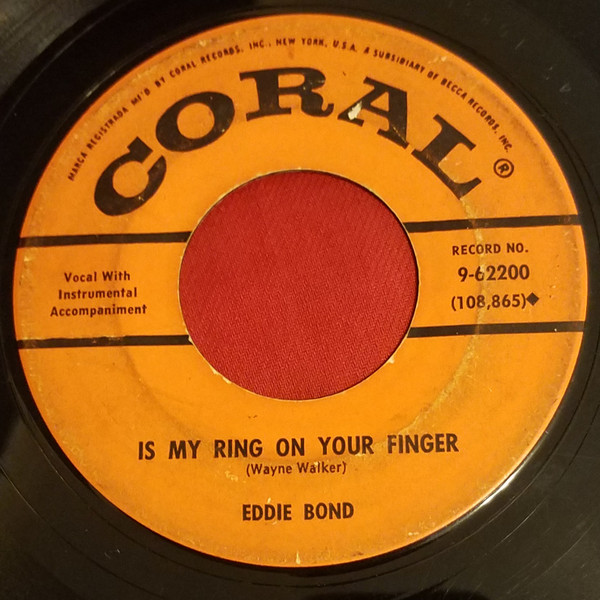 MARCA REGISTRADA MF'D BY CORAL RECORDS, INC., NEW YORK, U.S.A. A SUBSIDIARY OF DECCA RECORDS, INC.
CORAL®
Vocal With
Instrumental
Accompaniment
RECORD NO.
9-62200
(108,865)◆
IS MY RING ON YOUR FINGER
(Wayne Walker)
EDDIE BOND